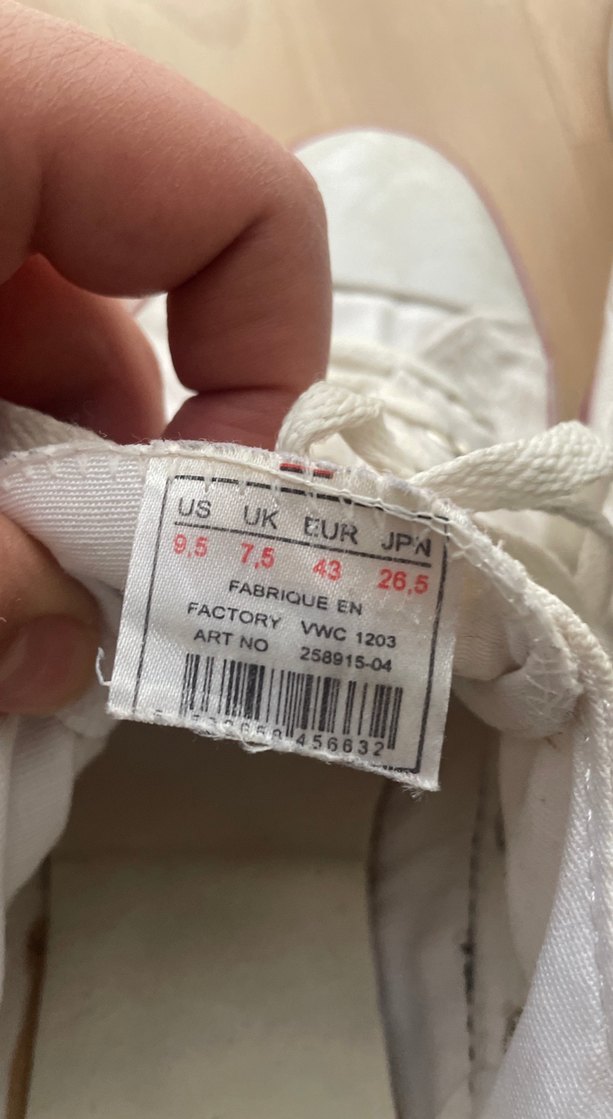 US UK EUR JPN
9,5 7,5 43 26,5
FABRIQUE EN
FACTORY VWC 1203
ART NO 258915-04
456632